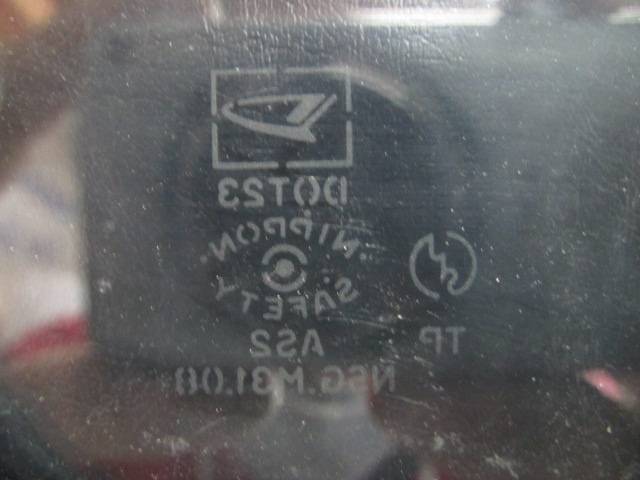 DOT23
NIPPON
SAFETY
AS2
TP
NSG.M31.08